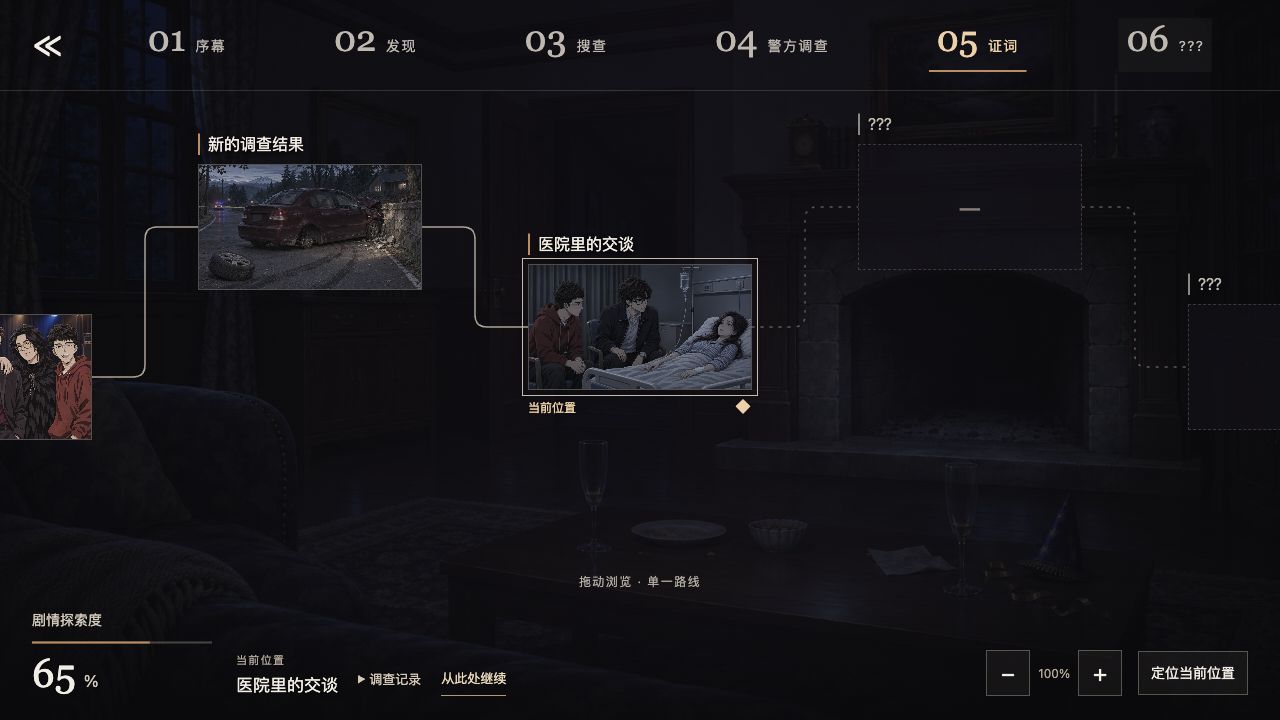 01 序幕
02 发现
03 搜查
04 警方调查
05 证词
06 ???
???
新的调查结果
医院里的交谈
???
当前位置
拖动浏览 · 单一路线
剧情探索度
65 %
当前位置
医院里的交谈
调查记录
从此处继续
100%
定位当前位置